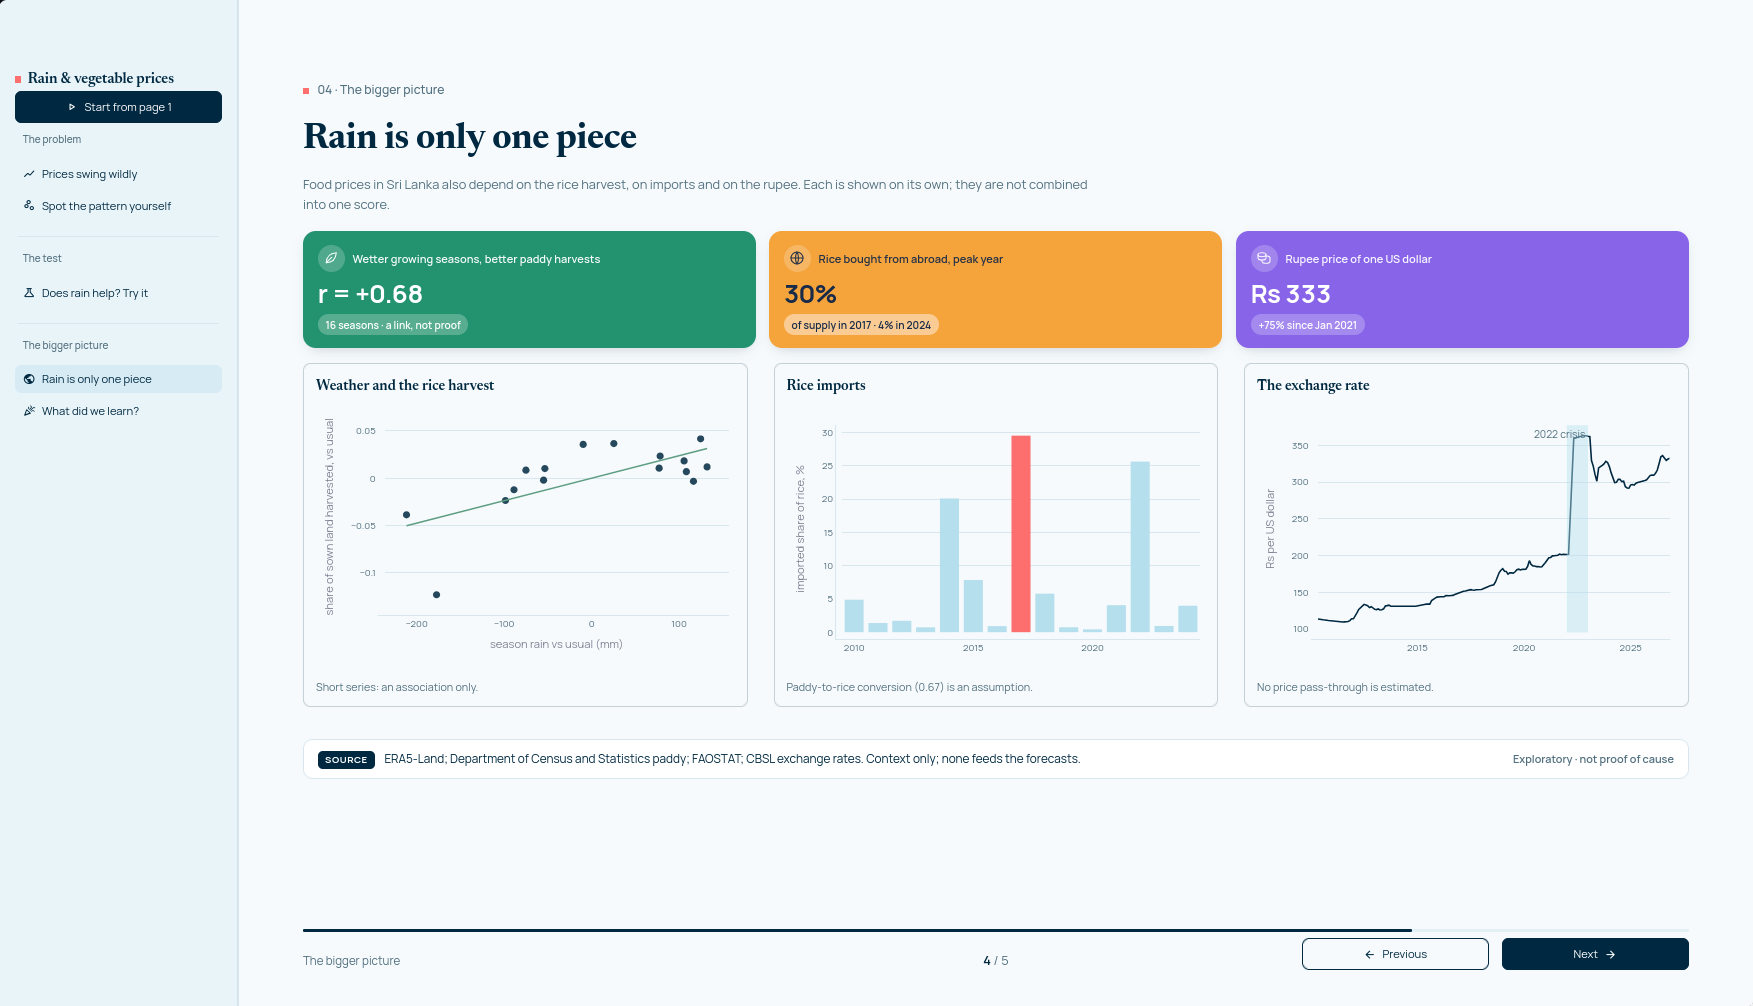 Rain & vegetable prices
Start from page 1
The problem
Prices swing wildly
Spot the pattern yourself
The test
Does rain help? Try it
The bigger picture
Rain is only one piece
What did we learn?
04 · The bigger picture
Rain is only one piece
Food prices in Sri Lanka also depend on the rice harvest, on imports and on the rupee. Each is shown on its own; they are not combined
into one score.
Wetter growing seasons, better paddy harvests
r = +0.68
16 seasons · a link, not proof
Rice bought from abroad, peak year
30%
of supply in 2017 · 4% in 2024
Rupee price of one US dollar
Rs 333
+75% since Jan 2021
Weather and the rice harvest
share of sown land harvested, vs usual
0.05
0
−0.05
−0.1
−200
−100
0
100
season rain vs usual (mm)
Short series: an association only.
Rice imports
imported share of rice, %
30
25
20
15
10
5
0
2010
2015
2020
Paddy-to-rice conversion (0.67) is an assumption.
The exchange rate
Rs per US dollar
2022 crisis
350
300
250
200
150
100
2015
2020
2025
No price pass-through is estimated.
SOURCE
ERA5-Land; Department of Census and Statistics paddy; FAOSTAT; CBSL exchange rates. Context only; none feeds the forecasts.
Exploratory · not proof of cause
The bigger picture
4 / 5
Previous
Next